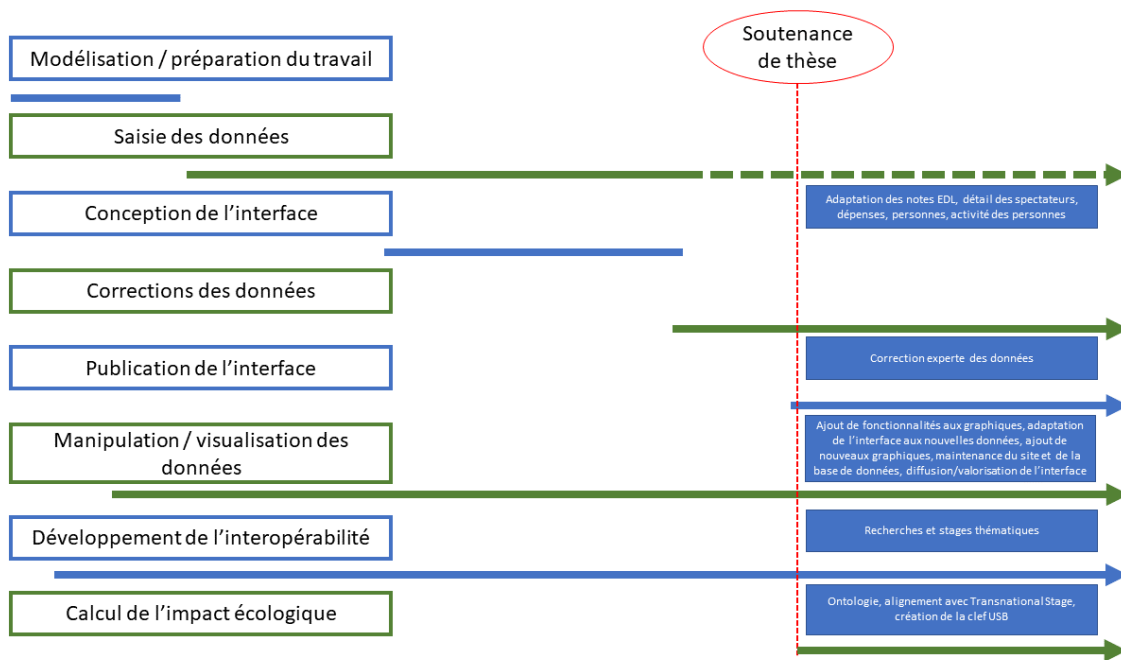 Soutenance
de thèse
Modélisation / préparation du travail
Saisie des données
Conception de l’interface
Adaptation des notes EDL, détail des spectateurs,
dépenses, personnes, activité des personnes
Corrections des données
Publication de l’interface
Correction experte des données
Manipulation / visualisation des
données
Ajout de fonctionnalités aux graphiques, adaptation
de l’interface aux nouvelles données, ajout de
nouveaux graphiques, maintenance du site et de la
base de données, diffusion/valorisation de l’interface
Développement de l’interopérabilité
Recherches et stages thématiques
Calcul de l’impact écologique
Ontologie, alignement avec Transnational Stage,
création de la clef USB